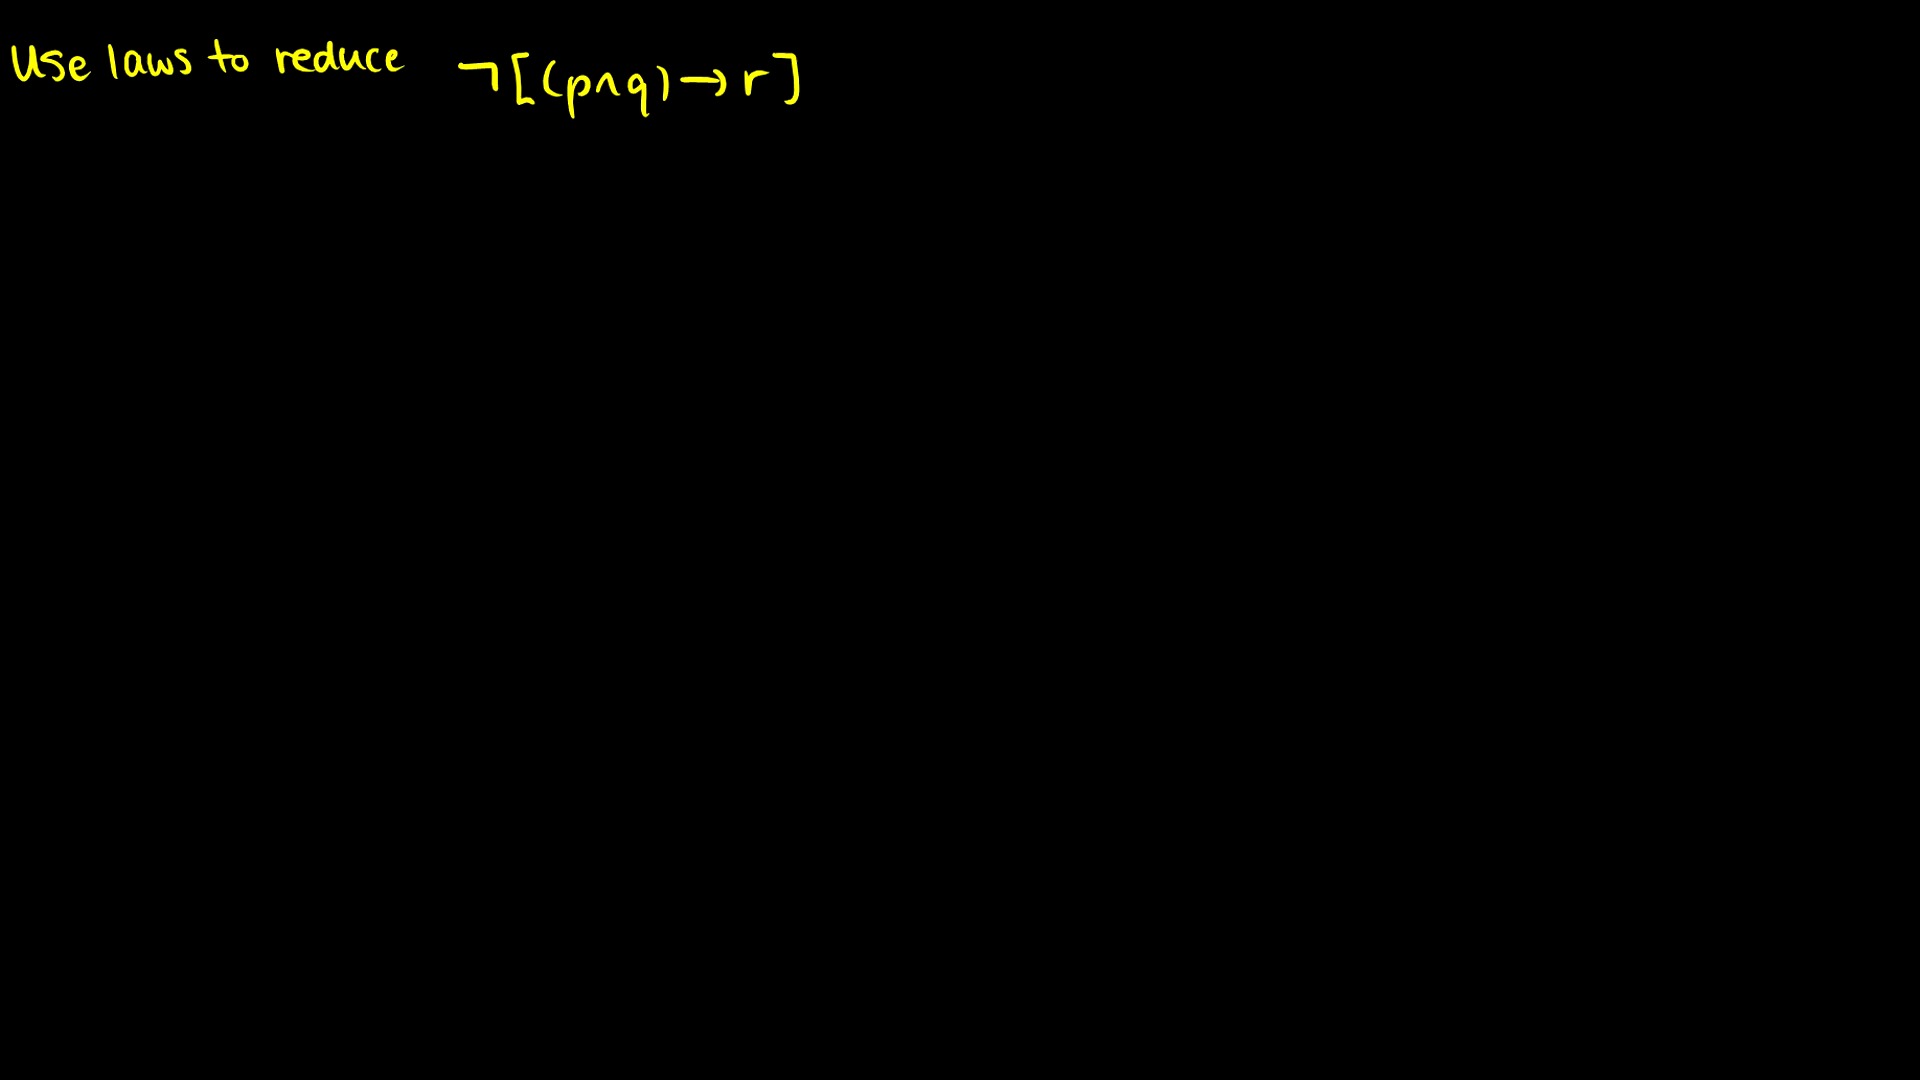 Use laws to reduce ¬[(p∧q)→r]